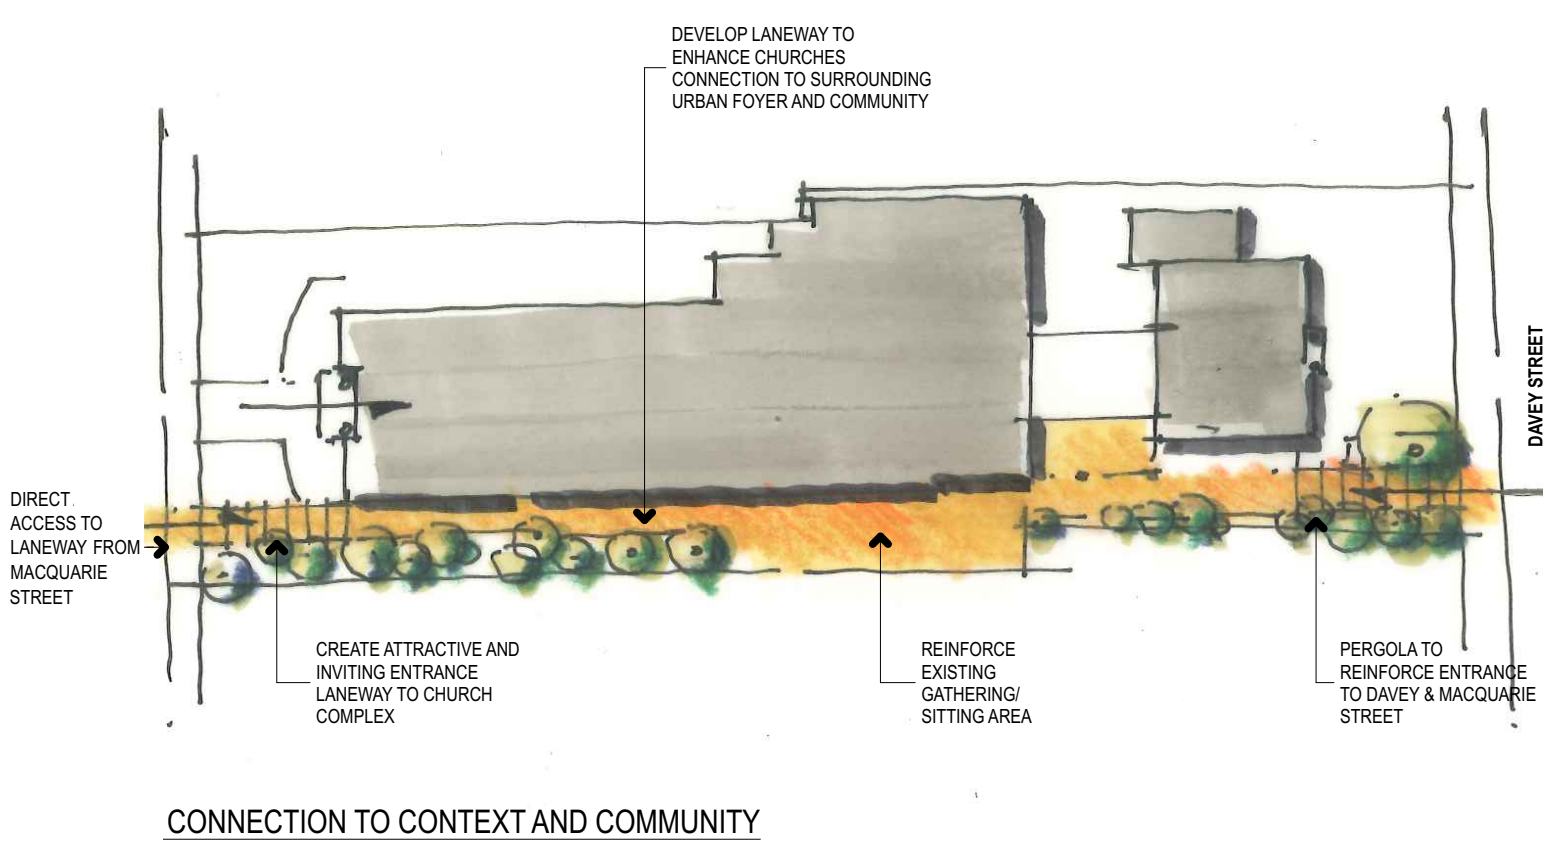 DEVELOP LANEWAY TO
ENHANCE CHURCHES
CONNECTION TO SURROUNDING
URBAN FOYER AND COMMUNITY
DAVEY STREET
DIRECT
ACCESS TO
LANEWAY FROM
MACQUARIE
STREET
CREATE ATTRACTIVE AND
INVITING ENTRANCE
LANEWAY TO CHURCH
COMPLEX
REINFORCE
EXISTING
GATHERING/
SITTING AREA
PERGOLA TO
REINFORCE ENTRANCE
TO DAVEY & MACQUARIE
STREET
CONNECTION TO CONTEXT AND COMMUNITY